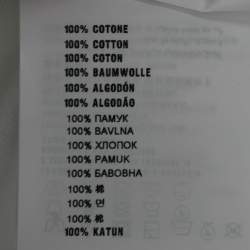 100% COTONE
100% COTTON
100% COTON
100% BAUMWOLLE
100% ALGODÓN
100% ALGODÃO
100% ПАМУК
100% BAVLNA
100% ХЛОПОК
100% PAMUK
100% БАВОВНА
100% 棉
100% 면
100% 綿
100% KATUN